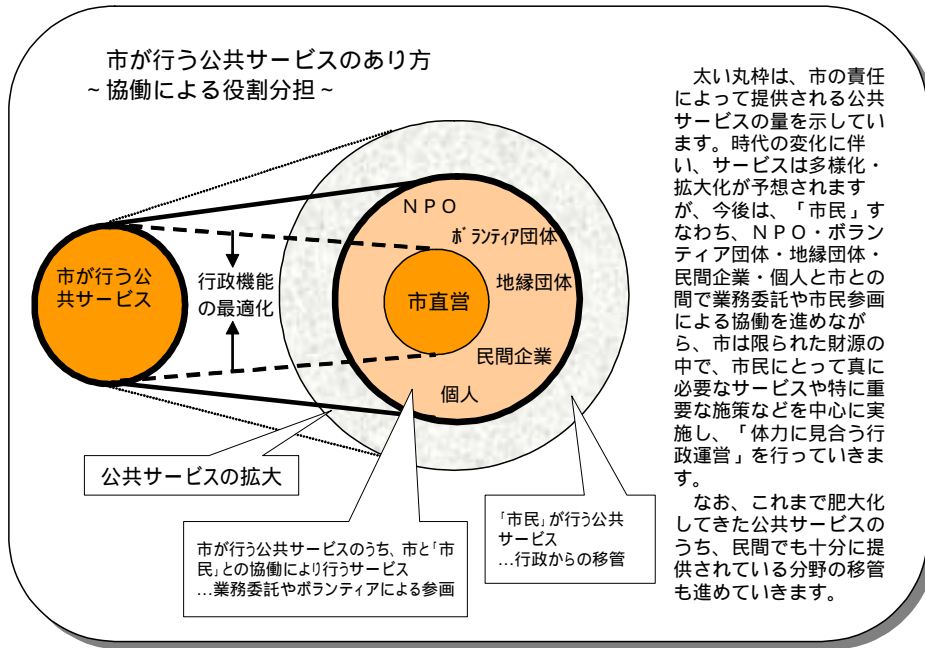 市が行う公共サービスのあり方
~協働による役割分担~
太い丸枠は、市の責任
によって提供される公共
サービスの量を示してい
ます。時代の変化に伴
い、サービスは多様化・
拡大化が予想されます
が、今後は、「市民」す
なわち、NPO・ボラン
ティア団体・地縁団体・
民間企業・個人と市との
間で業務委託や市民参画
による協働を進めなが
ら、市は限られた財源の
中で、市民にとって真に
必要なサービスや特に重
要な施策などを中心に実
施し、「体力に見合う行
政運営」を行っていきま
す。
なお、これまで肥大化
してきた公共サービスの
うち、民間でも十分に提
供されている分野の移管
も進めていきます。
市が行う公
共サービス
行政機能
の最適化
NPO
ボランティア団体
地縁団体
市直営
民間企業
個人
公共サービスの拡大
市が行う公共サービスのうち、市と「市
民」との協働により行うサービス
…業務委託やボランティアによる参画
「市民」が行う公共
サービス
…行政からの移管